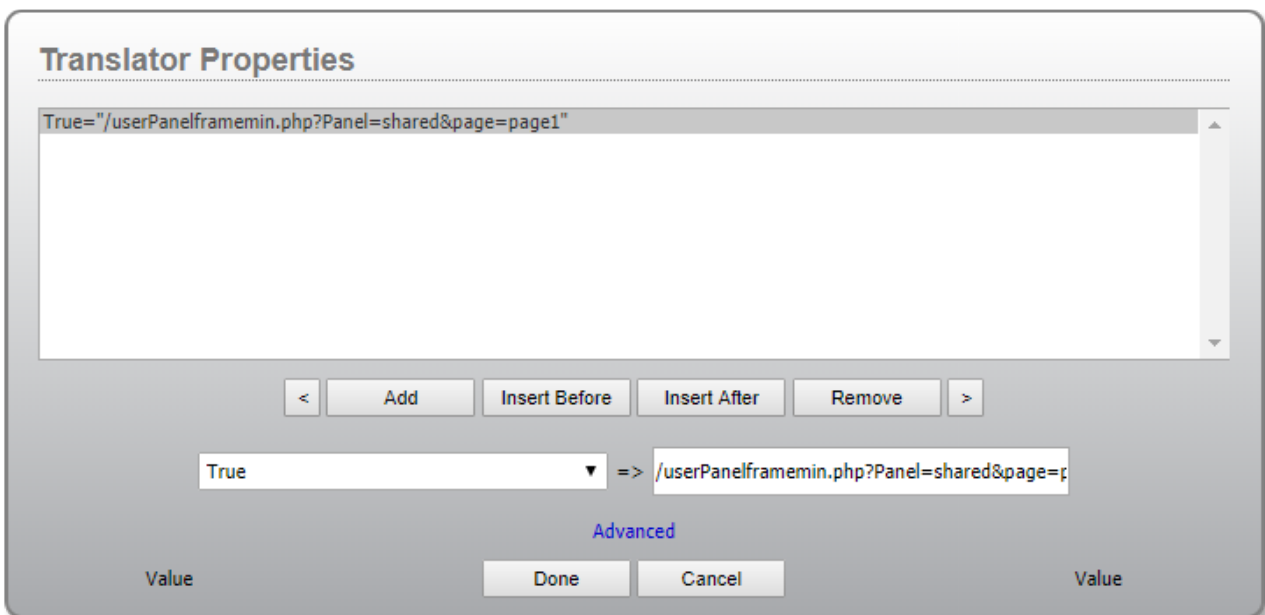 Translator Properties
True="/userPanelframemin.php?Panel=shared&page=page1"
< Add Insert Before Insert After Remove >
True => /userPanelframemin.php?Panel=shared&page=p
Advanced
Value Done Cancel Value